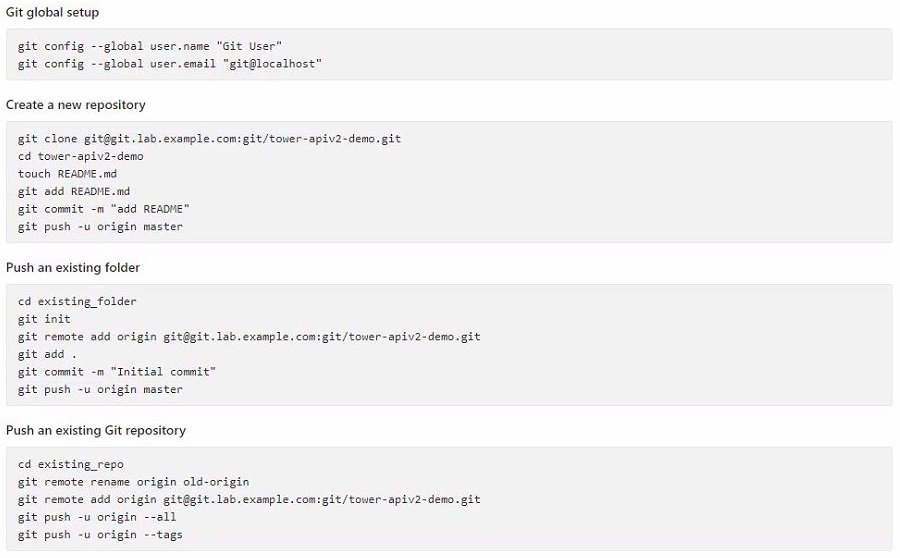 Git global setup
git config --global user.name "Git User"
git config --global user.email "git@localhost"
Create a new repository
git clone git@git.lab.example.com:git/tower-apiv2-demo.git
cd tower-apiv2-demo
touch README.md
git add README.md
git commit -m "add README"
git push -u origin master
Push an existing folder
cd existing_folder
git init
git remote add origin git@git.lab.example.com:git/tower-apiv2-demo.git
git add .
git commit -m "Initial commit"
git push -u origin master
Push an existing Git repository
cd existing_repo
git remote rename origin old-origin
git remote add origin git@git.lab.example.com:git/tower-apiv2-demo.git
git push -u origin --all
git push -u origin --tags